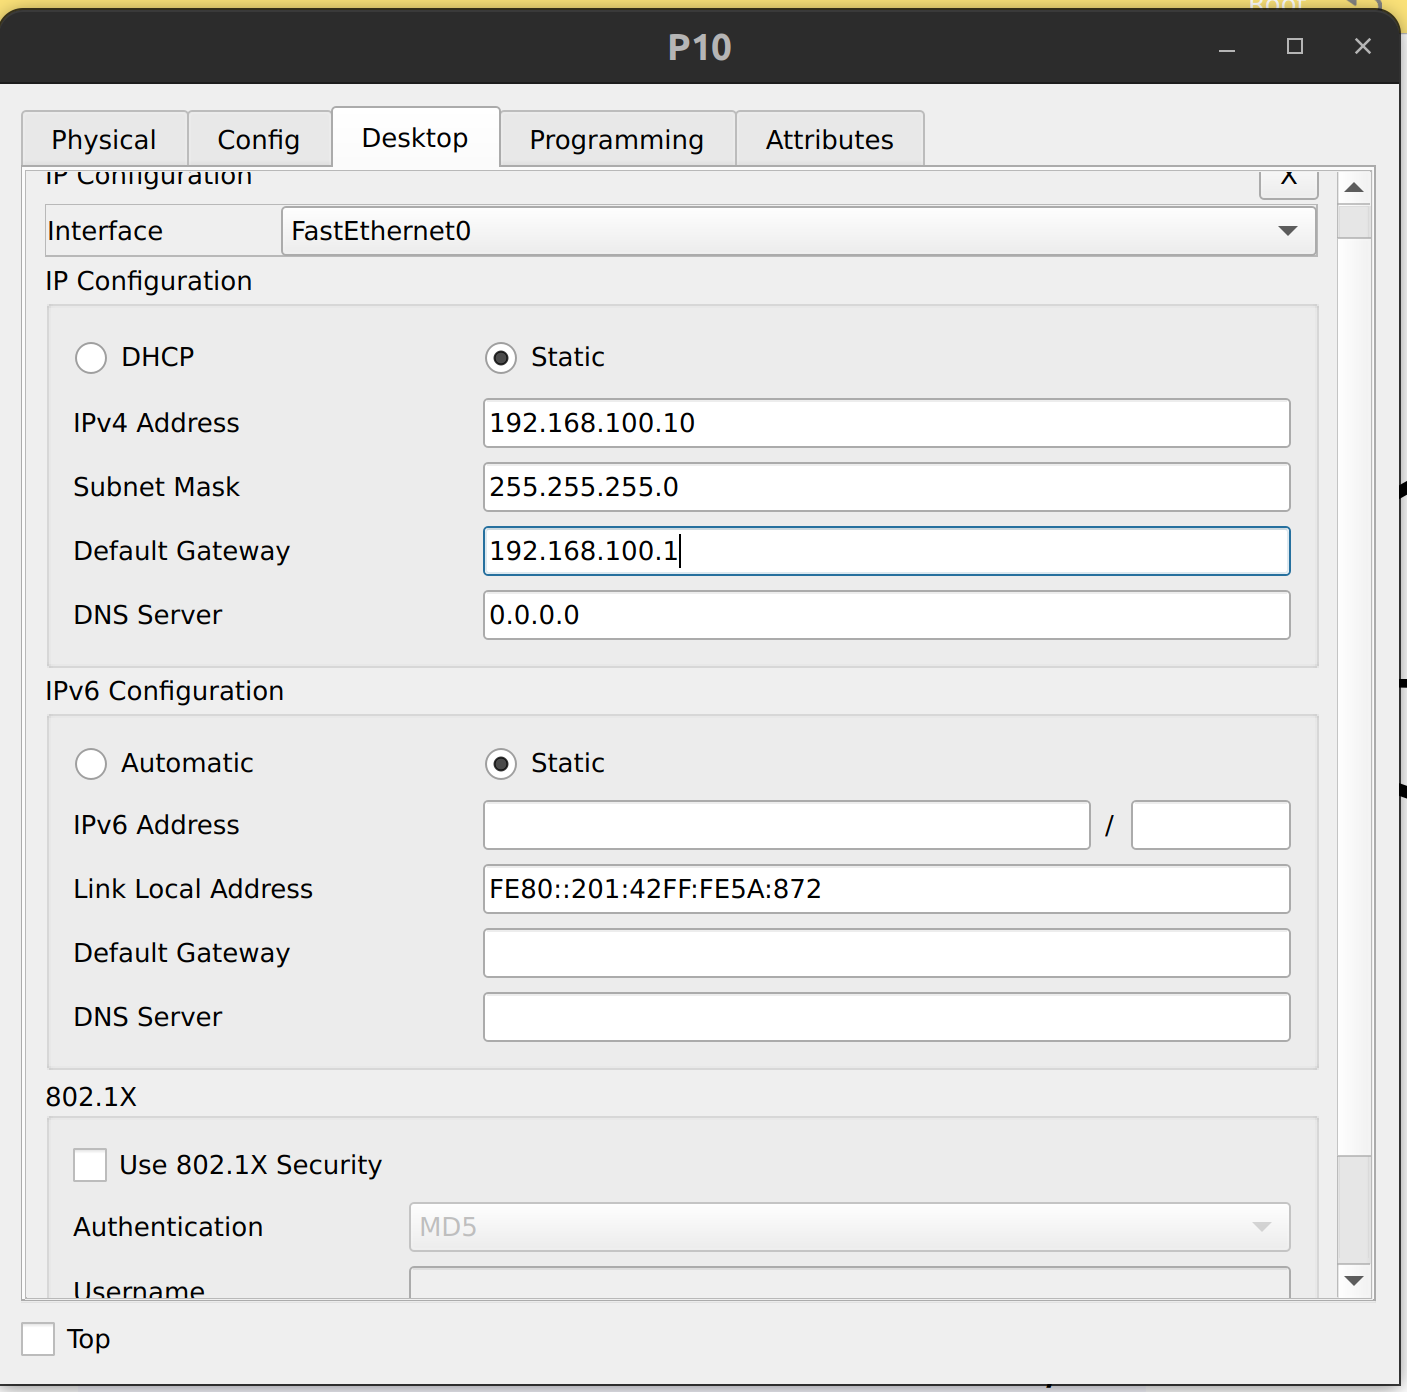 Root
P10
Physical Config Desktop Programming Attributes
IP Configuration X
Interface FastEthernet0
IP Configuration
DHCP Static
IPv4 Address 192.168.100.10
Subnet Mask 255.255.255.0
Default Gateway 192.168.100.1
DNS Server 0.0.0.0
IPv6 Configuration
Automatic Static
IPv6 Address /
Link Local Address FE80::201:42FF:FE5A:872
Default Gateway
DNS Server
802.1X
Use 802.1X Security
Authentication MD5
Username
Top